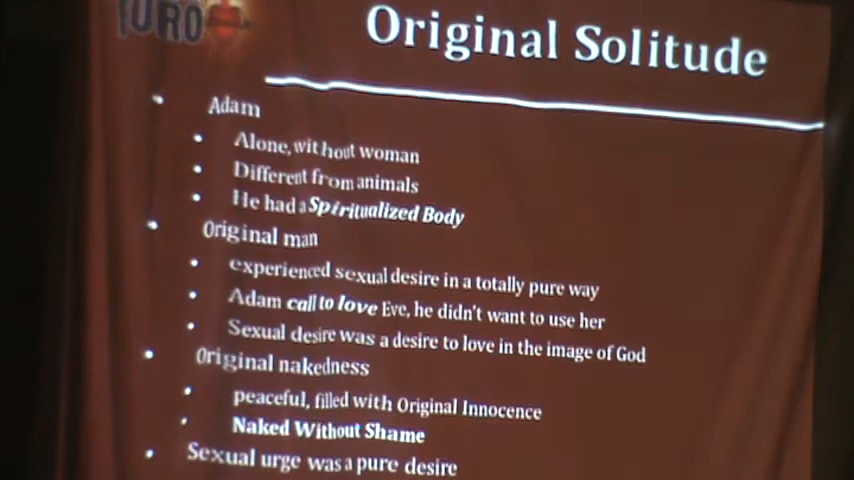 Original Solitude
Adam
Alone, without woman
Different from animals
He had a Spiritualized Body
Original man
experienced sexual desire in a totally pure way
Adam call to love Eve, he didn't want to use her
Sexual desire was a desire to love in the image of God
Original nakedness
peaceful, filled with Original Innocence
Naked Without Shame
Sexual urge was a pure desire